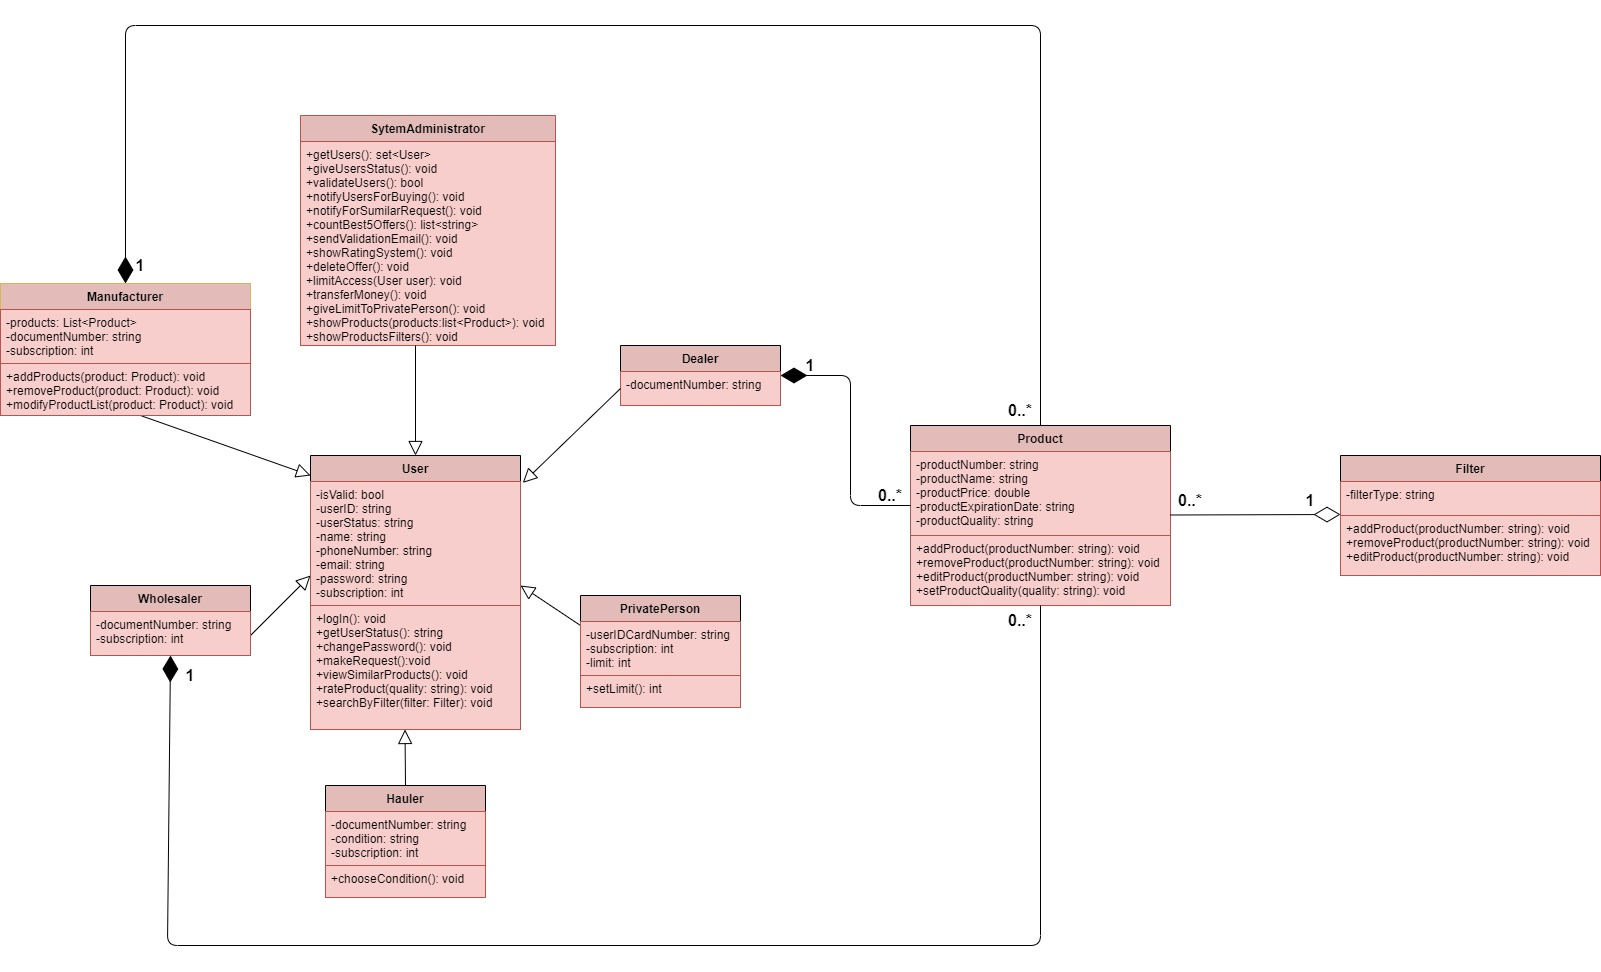 SytemAdministrator
+getUsers(): set<User>
+giveUsersStatus(): void
+validateUsers(): bool
+notifyUsersForBuying(): void
+notifyForSumilarRequest(): void
+countBest5Offers(): list<string>
+sendValidationEmail(): void
+showRatingSystem(): void
+deleteOffer(): void
+limitAccess(User user): void
+transferMoney(): void
+giveLimitToPrivatePerson(): void
+showProducts(products:list<Product>): void
+showProductsFilters(): void
1
Manufacturer
-products: List<Product>
-documentNumber: string
-subscription: int
+addProducts(product: Product): void
+removeProduct(product: Product): void
+modifyProductList(product: Product): void
Dealer
-documentNumber: string
1
0..*
0..*
Product
-productNumber: string
-productName: string
-productPrice: double
-productExpirationDate: string
-productQuality: string
+addProduct(productNumber: string): void
+removeProduct(productNumber: string): void
+editProduct(productNumber: string): void
+setProductQuality(quality: string): void
0..*
0..*
1
Filter
-filterType: string
+addProduct(productNumber: string): void
+removeProduct(productNumber: string): void
+editProduct(productNumber: string): void
User
-isValid: bool
-userID: string
-userStatus: string
-name: string
-phoneNumber: string
-email: string
-password: string
-subscription: int
+logIn(): void
+getUserStatus(): string
+changePassword(): void
+makeRequest():void
+viewSimilarProducts(): void
+rateProduct(quality: string): void
+searchByFilter(filter: Filter): void
Wholesaler
-documentNumber: string
-subscription: int
1
PrivatePerson
-userIDCardNumber: string
-subscription: int
-limit: int
+setLimit(): int
Hauler
-documentNumber: string
-condition: string
-subscription: int
+chooseCondition(): void